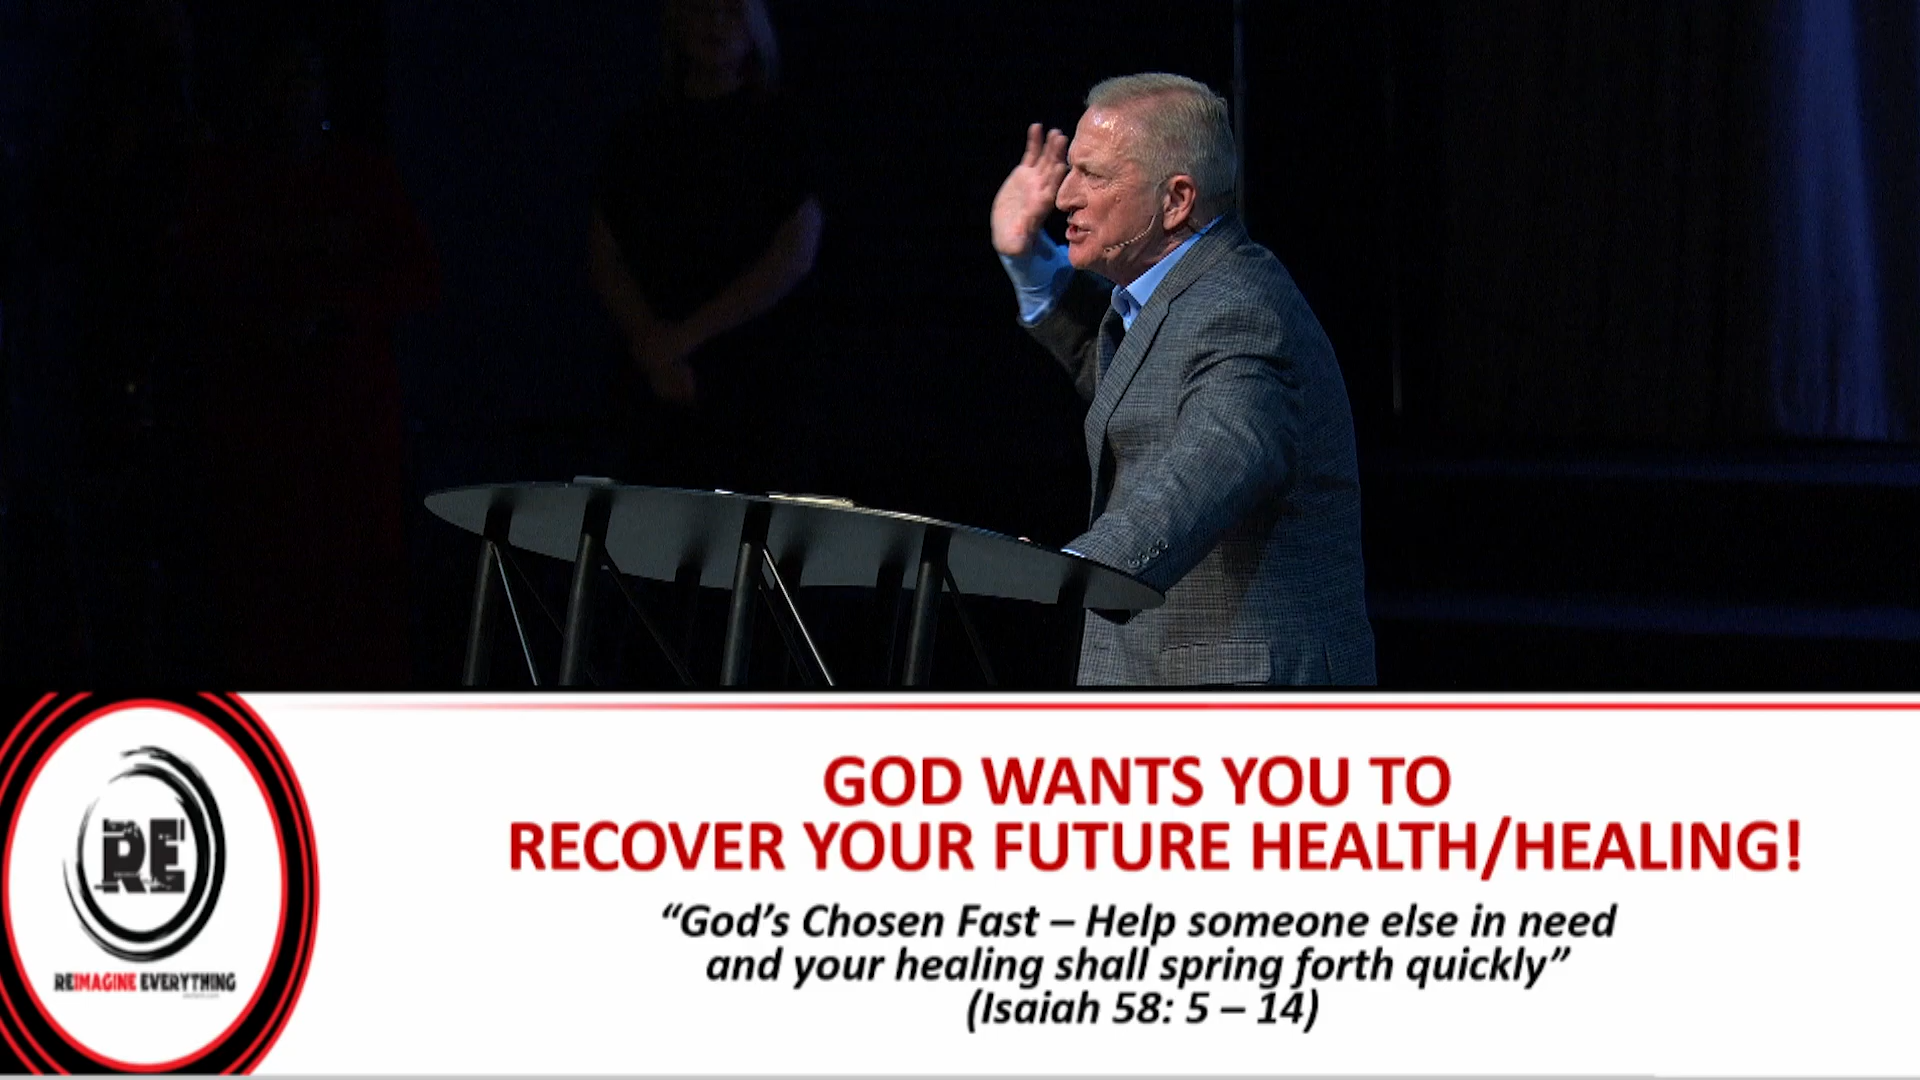 GOD WANTS YOU TO
RECOVER YOUR FUTURE HEALTH/HEALING!
“God’s Chosen Fast – Help someone else in need
and your healing shall spring forth quickly”
(Isaiah 58: 5 – 14)
RE
REIMAGINE EVERYTHING